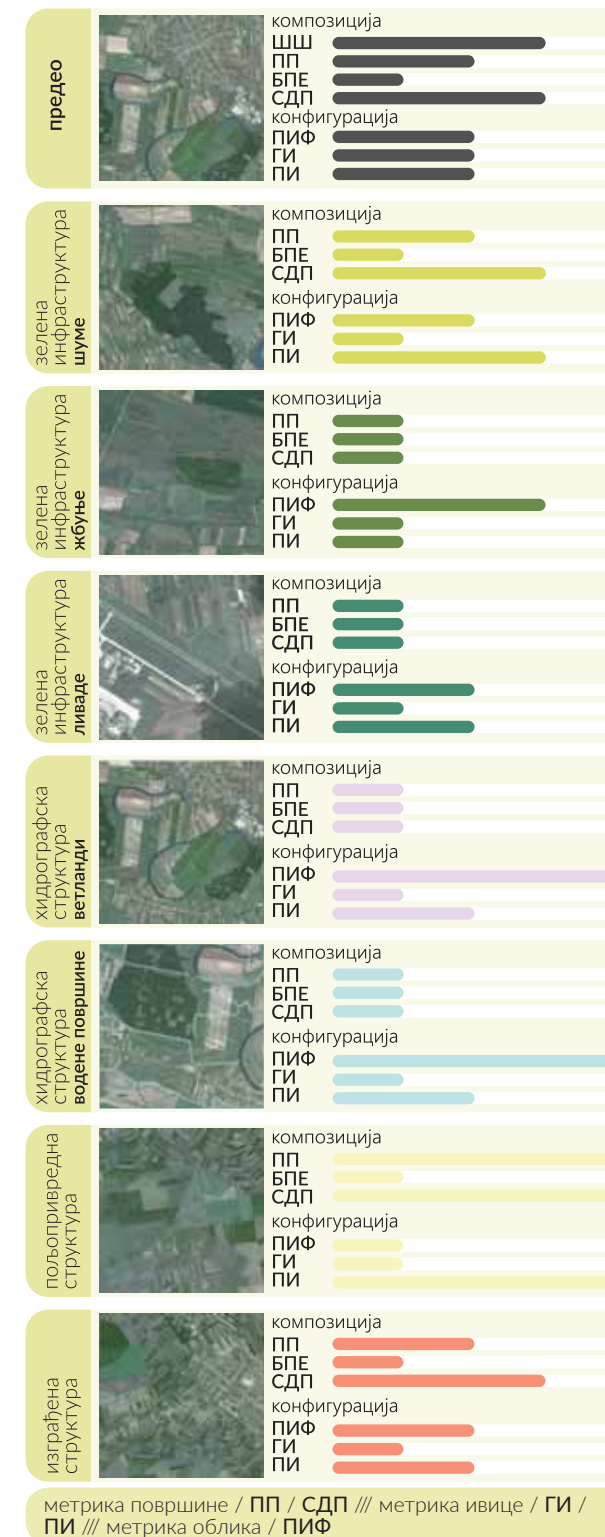 предео
композиција
ШШ
ПП
БПЕ
СДП
конфигурација
ПИФ
ГИ
ПИ
зелена
инфраструктура
шуме
композиција
ПП
БПЕ
СДП
конфигурација
ПИФ
ГИ
ПИ
зелена
инфраструктура
жбуње
композиција
ПП
БПЕ
СДП
конфигурација
ПИФ
ГИ
ПИ
зелена
инфраструктура
ливаде
композиција
ПП
БПЕ
СДП
конфигурација
ПИФ
ГИ
ПИ
хидрографска
структура
ветланди
композиција
ПП
БПЕ
СДП
конфигурација
ПИФ
ГИ
ПИ
хидрографска
структура
водене површине
композиција
ПП
БПЕ
СДП
конфигурација
ПИФ
ГИ
ПИ
пољопривредна
структура
композиција
ПП
БПЕ
СДП
конфигурација
ПИФ
ГИ
ПИ
изграђена
структура
композиција
ПП
БПЕ
СДП
конфигурација
ПИФ
ГИ
ПИ
метрика површине / ПП / СДП /// метрика ивице / ГИ /
ПИ /// метрика облика / ПИФ